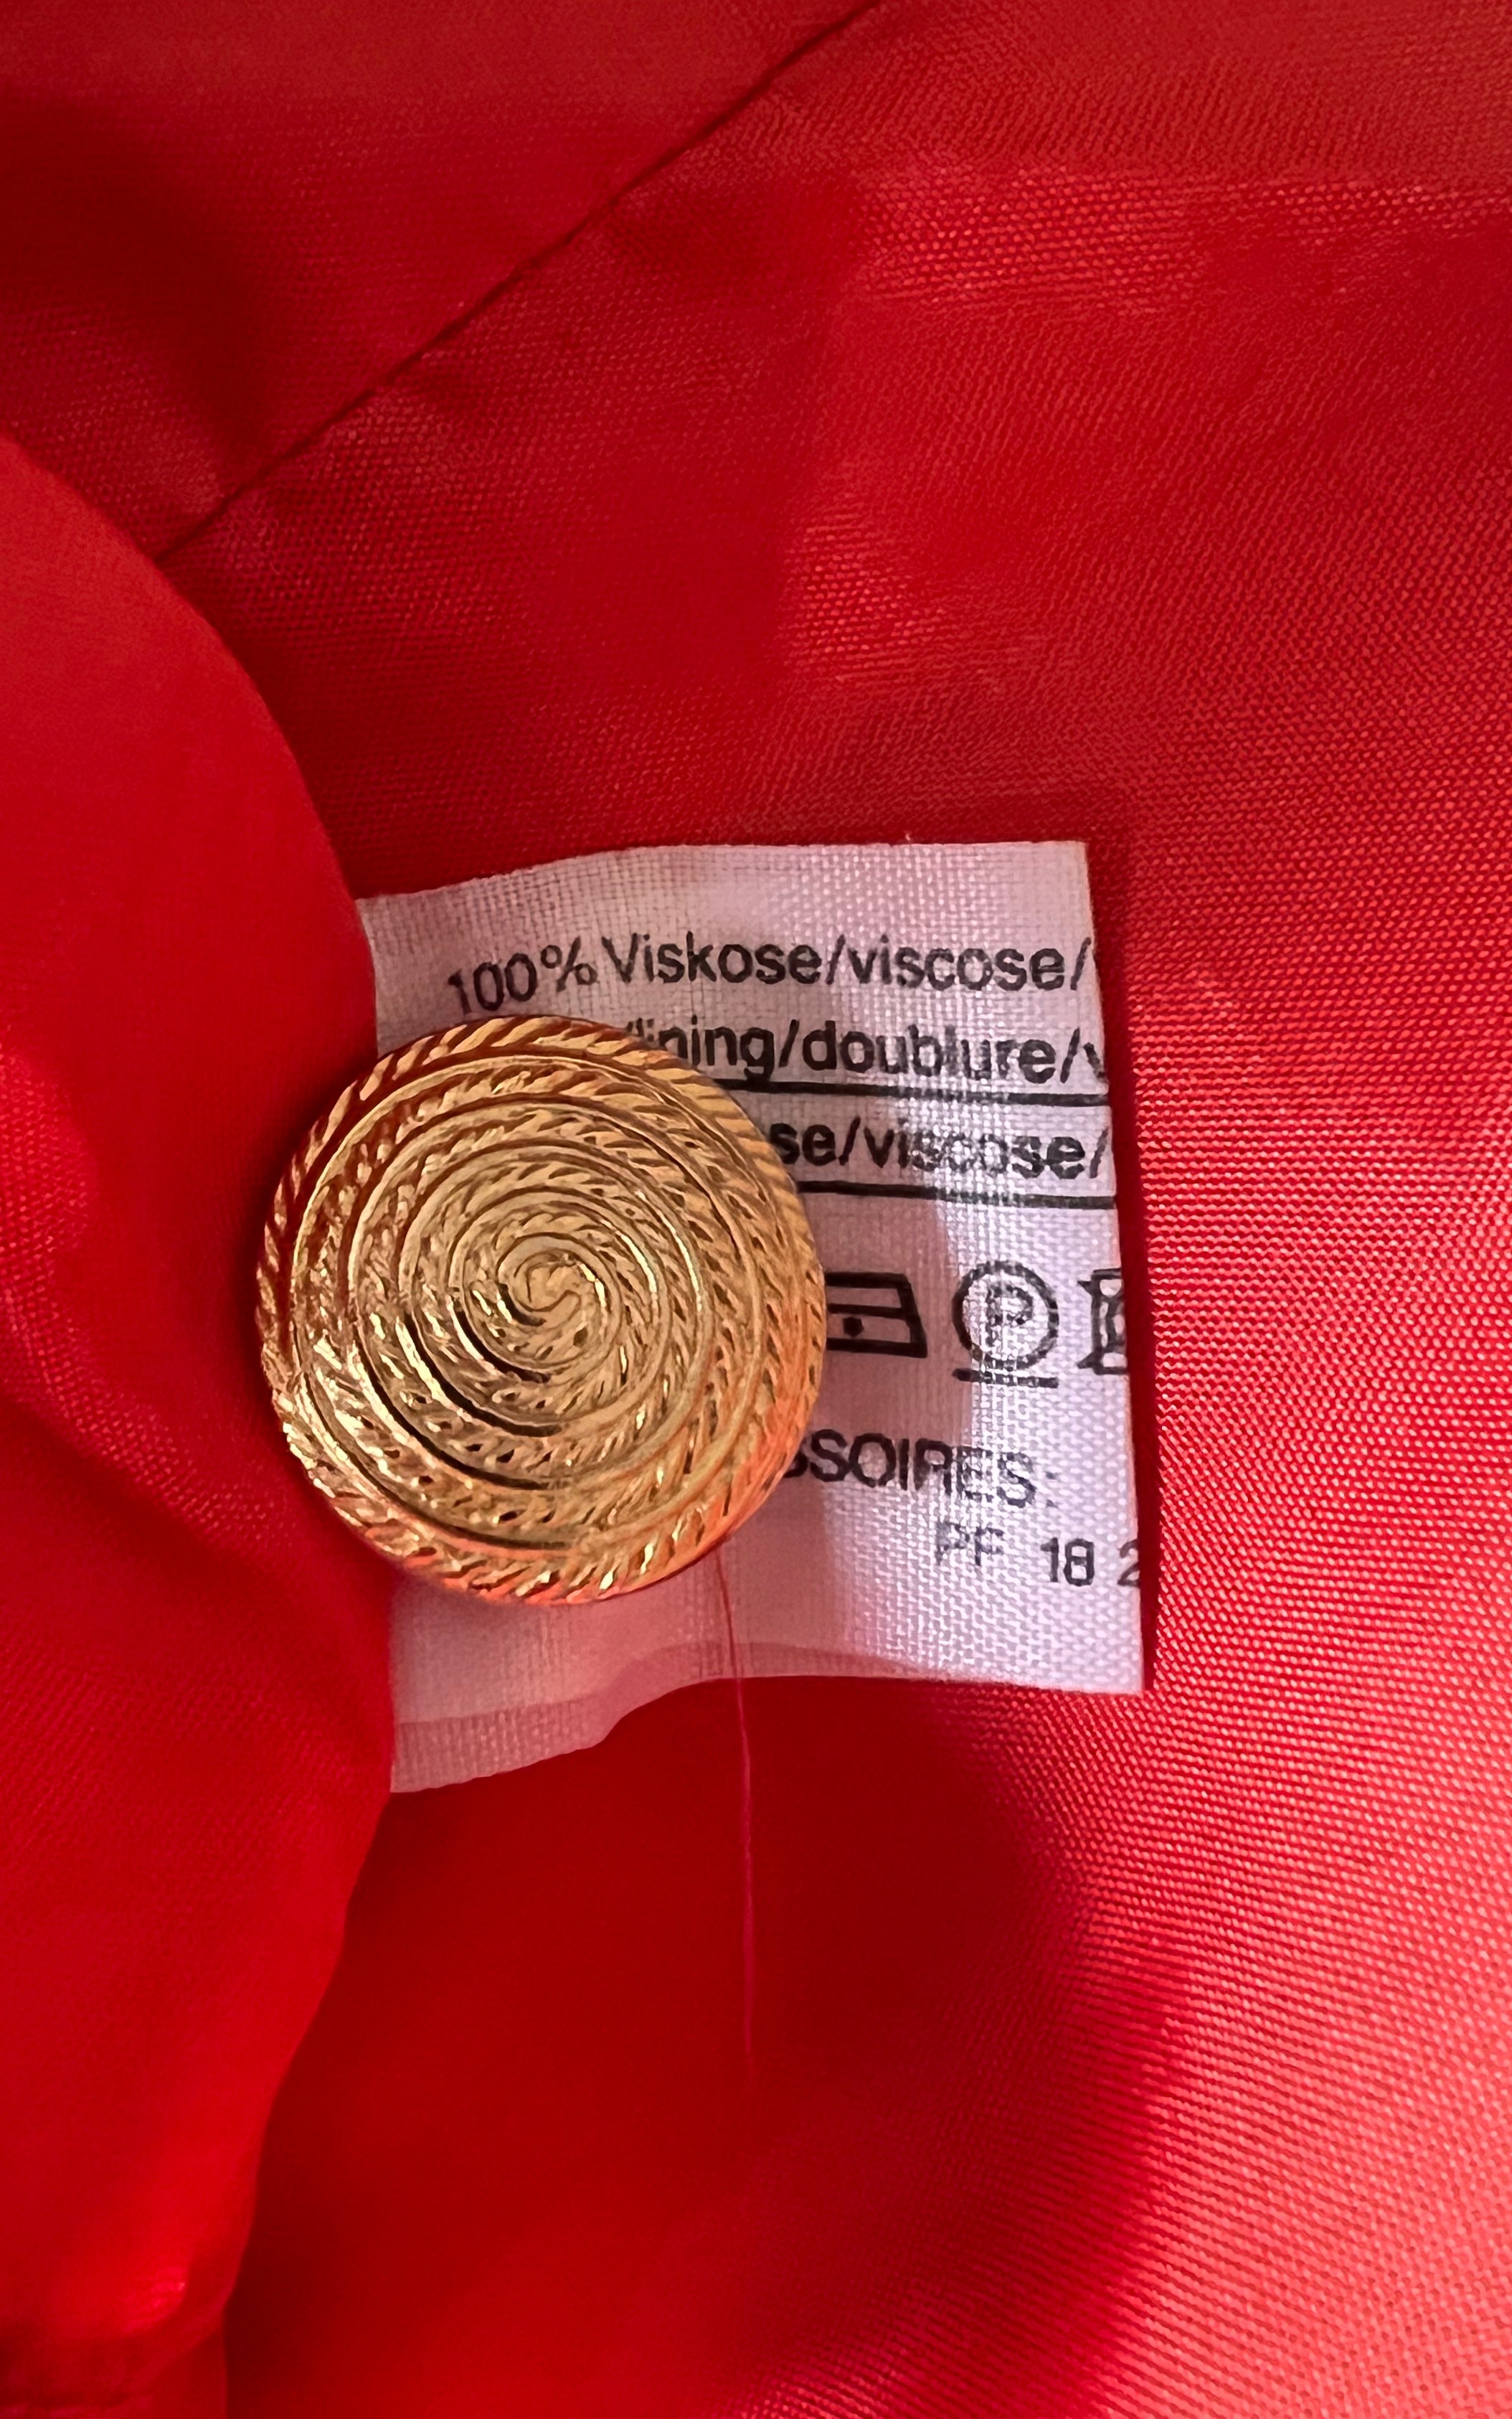 100% Viskose/viscose/
lining/doublure/
se/viscose/
P
SSOIRES:
PF 18 2